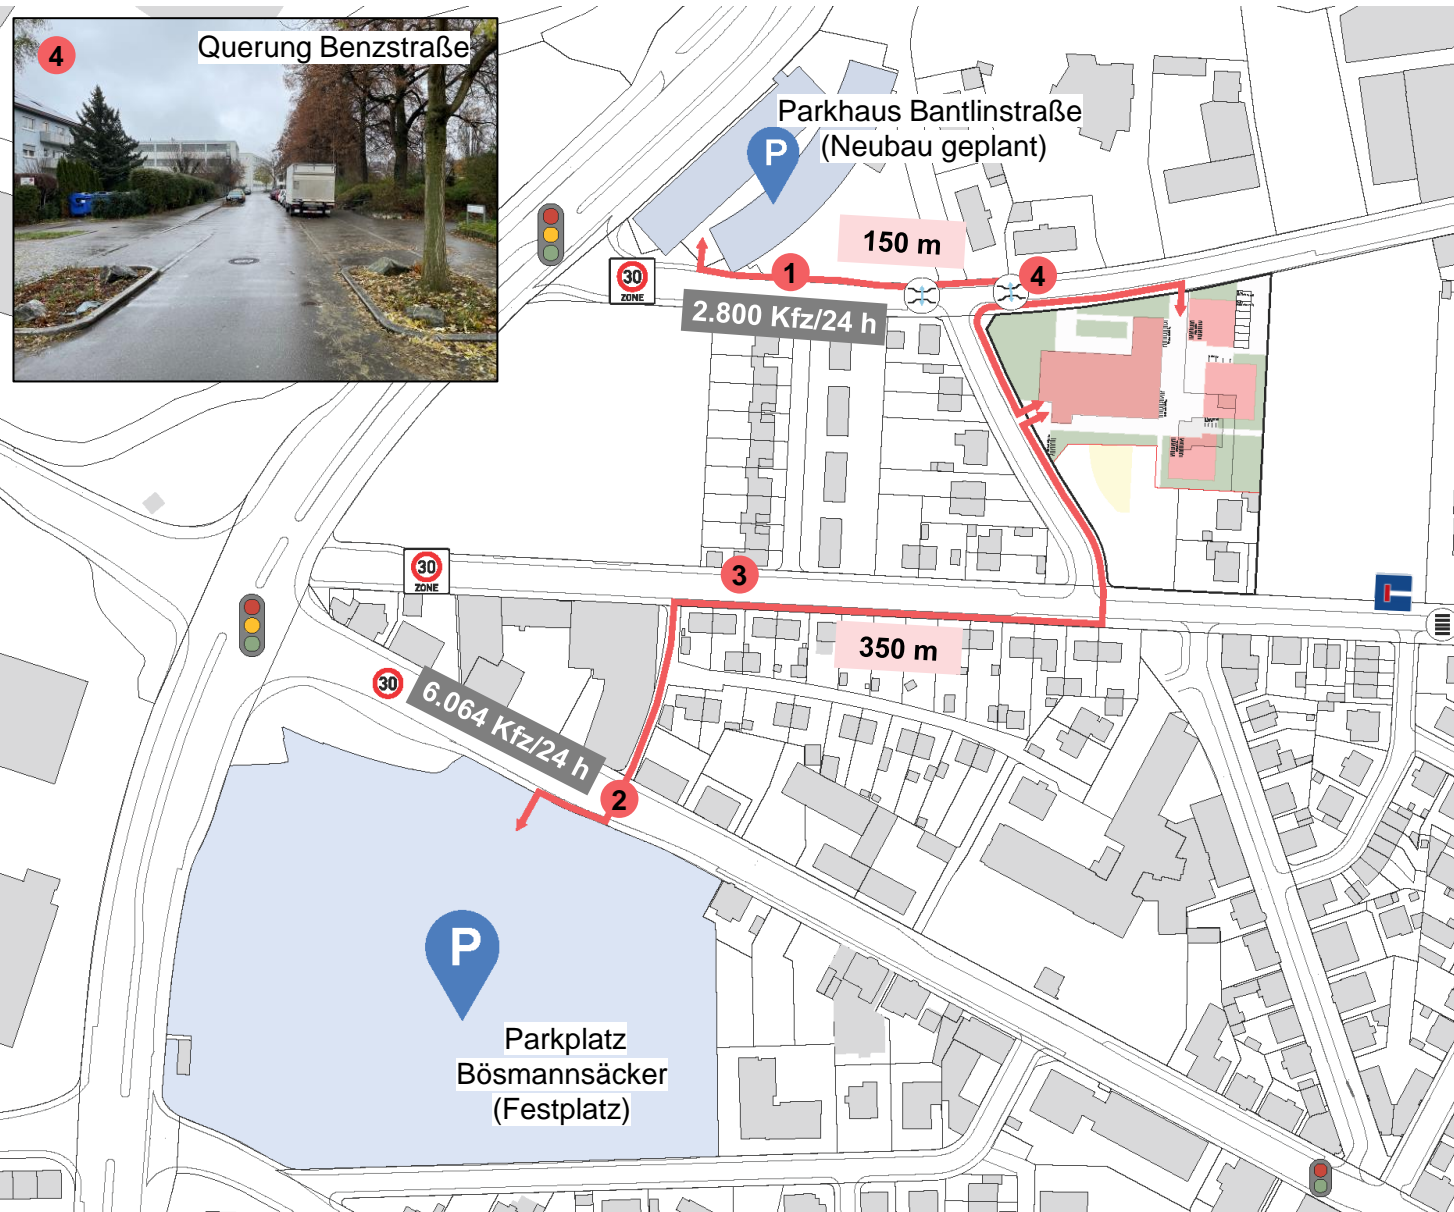 4
Querung Benzstraße
Parkhaus Bantlinstraße
(Neubau geplant)
P
150 m
30
ZONE
1
4
2.800 Kfz/24 h
30
ZONE
3
350 m
30
6.064 Kfz/24 h
2
P
Parkplatz
Bösmannsäcker
(Festplatz)